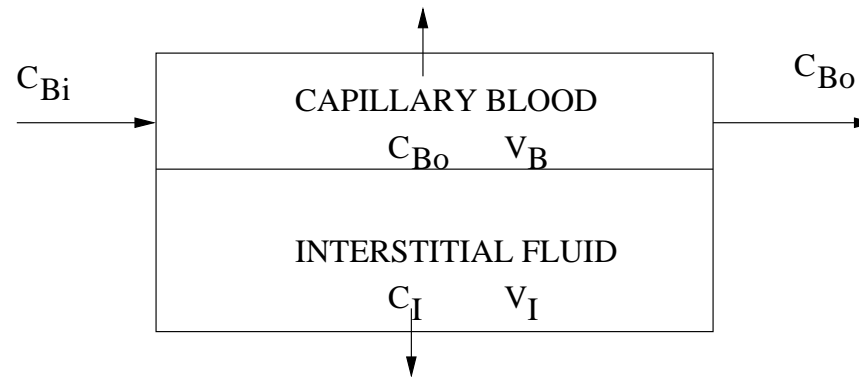 C_Bi
C_Bo
CAPILLARY BLOOD
C_Bo V_B
INTERSTITIAL FLUID
C_I V_I